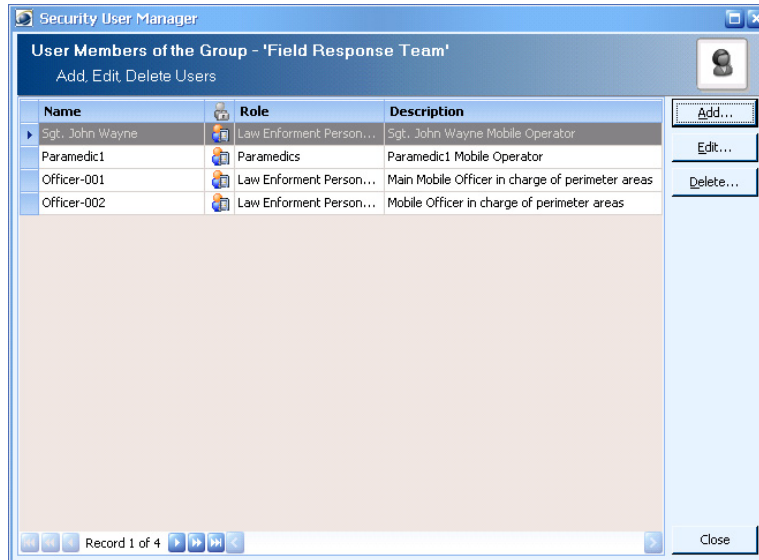 Security User Manager
User Members of the Group - 'Field Response Team'
Add, Edit, Delete Users
Name Role Description
Sgt. John Wayne Law Enforment Person... Sgt. John Wayne Mobile Operator
Paramedic1 Paramedics Paramedic1 Mobile Operator
Officer-001 Law Enforment Person... Main Mobile Officer in charge of perimeter areas
Officer-002 Law Enforment Person... Mobile Officer in charge of perimeter areas
Add...
Edit...
Delete...
Record 1 of 4
Close